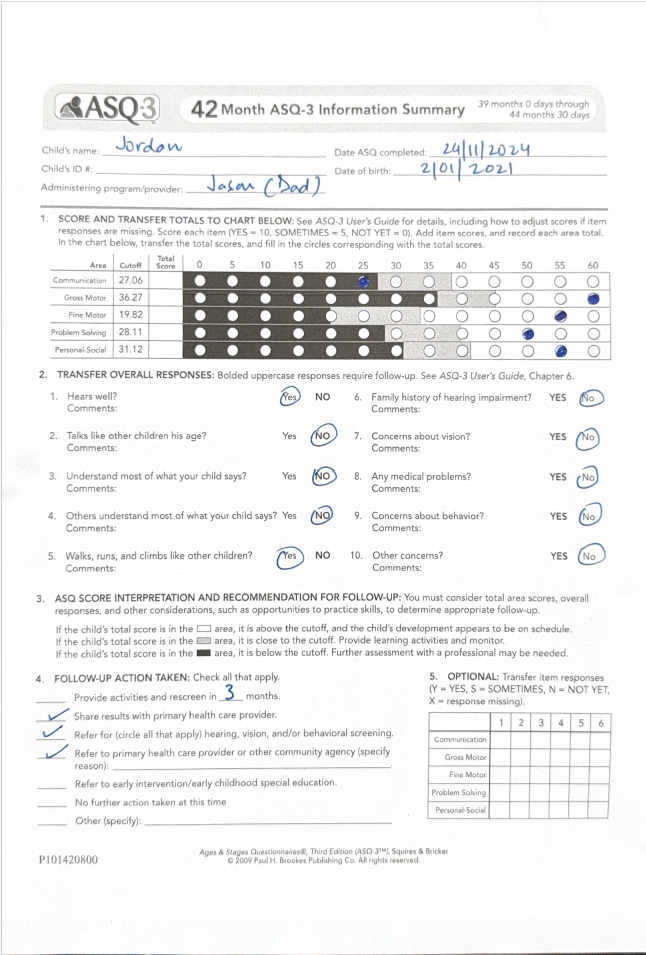 ASQ-3
42 Month ASQ-3 Information Summary
39 months 0 days through
44 months 30 days
Child's name: Jordan
Date ASQ completed: 24/11/2024
Child's ID #:
Date of birth: 2/01/2021
Administering program/provider: Jason (Dad)
1. SCORE AND TRANSFER TOTALS TO CHART BELOW: See ASQ-3 User's Guide for details, including how to adjust scores if item
responses are missing. Score each item (YES = 10, SOMETIMES = 5, NOT YET = 0). Add item scores, and record each area total.
In the chart below, transfer the total scores, and fill in the circles corresponding with the total scores.
Area Cutoff Total Score 0 5 10 15 20 25 30 35 40 45 50 55 60
Communication 27.06
Gross Motor 36.27
Fine Motor 19.82
Problem Solving 28.11
Personal-Social 31.12
2. TRANSFER OVERALL RESPONSES: Bolded uppercase responses require follow-up. See ASQ-3 User's Guide, Chapter 6.
1. Hears well? Yes NO
Comments:
2. Talks like other children his age? Yes NO
Comments:
3. Understand most of what your child says? Yes NO
Comments:
4. Others understand most of what your child says? Yes NO
Comments:
5. Walks, runs, and climbs like other children? Yes NO
Comments:
6. Family history of hearing impairment? YES No
Comments:
7. Concerns about vision? YES No
Comments:
8. Any medical problems? YES No
Comments:
9. Concerns about behavior? YES No
Comments:
10. Other concerns? YES No
Comments:
3. ASQ SCORE INTERPRETATION AND RECOMMENDATION FOR FOLLOW-UP: You must consider total area scores, overall
responses, and other considerations, such as opportunities to practice skills, to determine appropriate follow-up.
If the child's total score is in the area, it is above the cutoff, and the child's development appears to be on schedule.
If the child's total score is in the area, it is close to the cutoff. Provide learning activities and monitor.
If the child's total score is in the area, it is below the cutoff. Further assessment with a professional may be needed.
4. FOLLOW-UP ACTION TAKEN: Check all that apply.
Provide activities and rescreen in 3 months.
Share results with primary health care provider.
Refer for (circle all that apply) hearing, vision, and/or behavioral screening.
Refer to primary health care provider or other community agency (specify
reason):
Refer to early intervention/early childhood special education.
No further action taken at this time
Other (specify):
5. OPTIONAL: Transfer item responses
(Y = YES, S = SOMETIMES, N = NOT YET,
X = response missing).
1 2 3 4 5 6
Communication
Gross Motor
Fine Motor
Problem Solving
Personal-Social
Ages & Stages Questionnaires®, Third Edition (ASQ-3™), Squires & Bricker
© 2009 Paul H. Brookes Publishing Co. All rights reserved.
P101420800